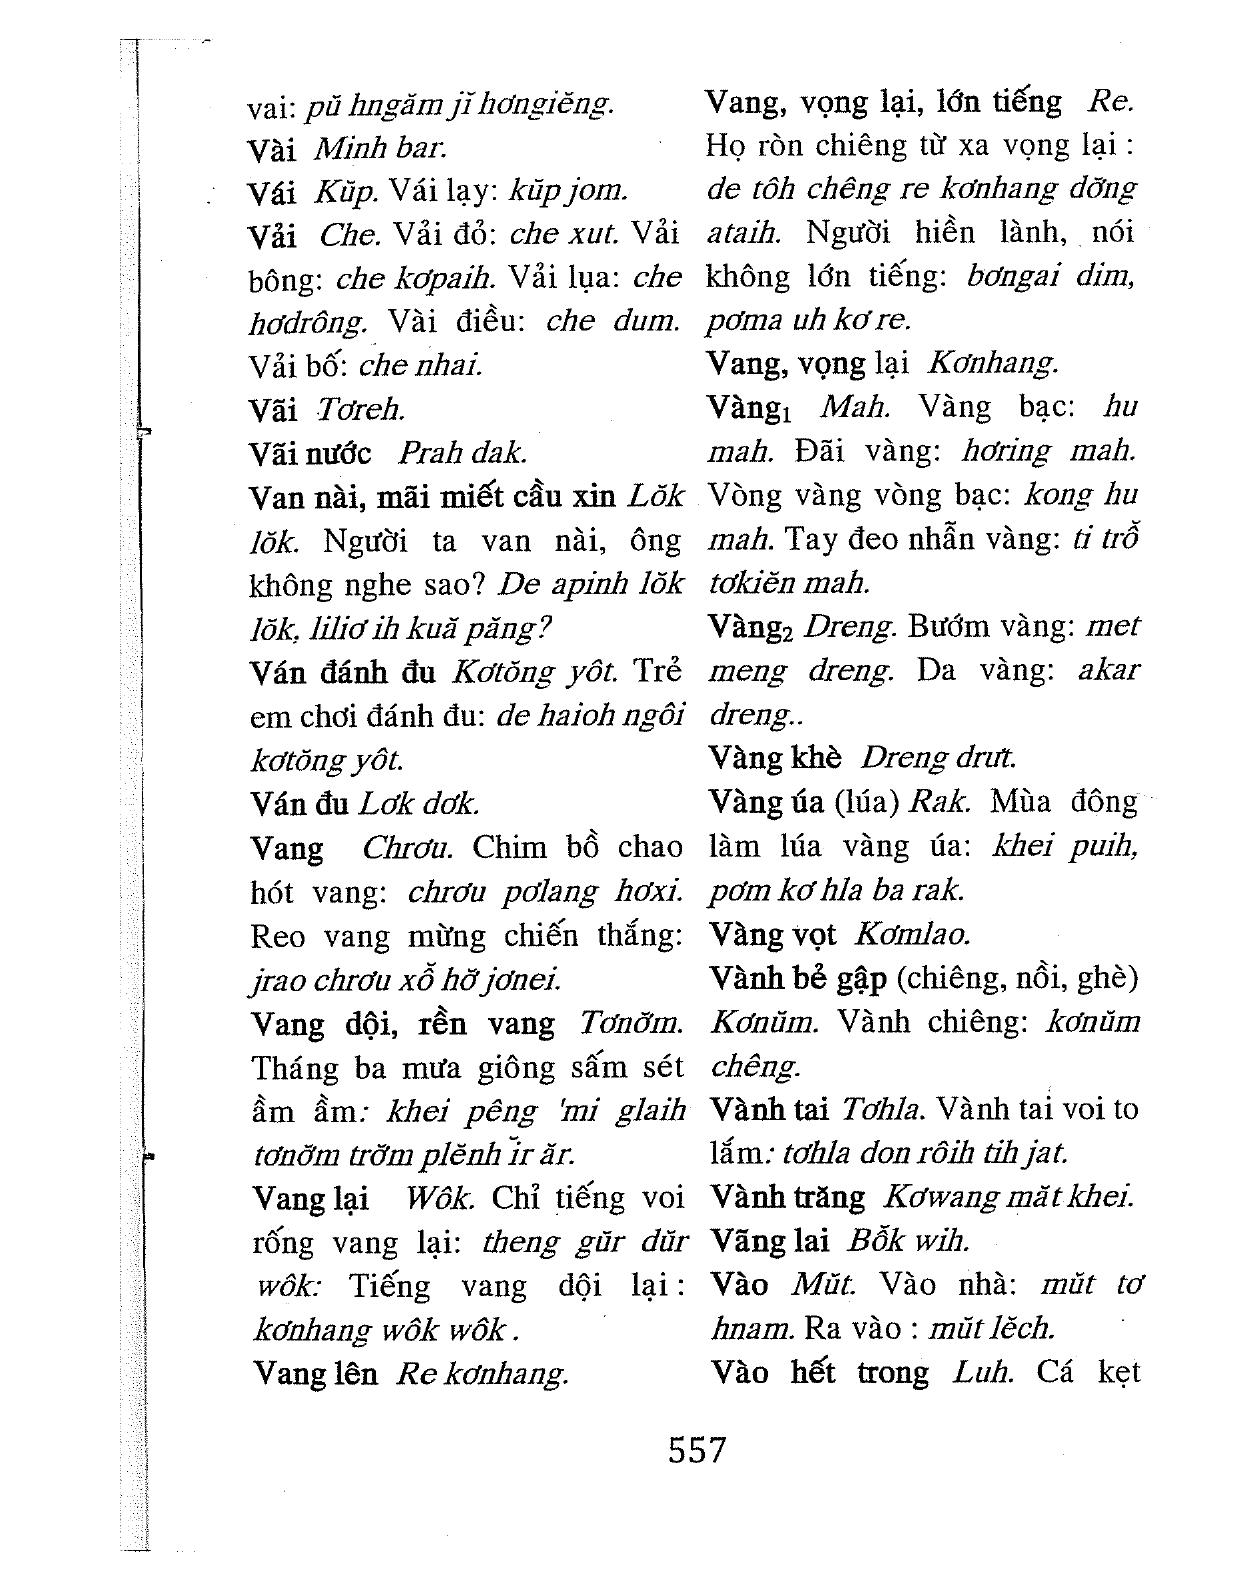 vai: pŭ hngăm jĭ hơngiĕng.
Vài Minh bar.
Vái Kŭp. Vái lạy: kŭp jom.
Vải Che. Vải đỏ: che xut. Vải
bông: che kơpaih. Vải lụa: che
hơdrông. Vài điều: che dum.
Vải bố: che nhai.
Vãi Tơreh.
Vãi nước Prah dak.
Van nài, mãi miết cầu xin Lŏk
lŏk. Người ta van nài, ông
không nghe sao? De apinh lŏk
lŏk, liliơ ih kuă păng?
Ván đánh đu Kơtŏng yôt. Trẻ
em chơi đánh đu: de haioh ngôi
kơtŏng yôt.
Ván đu Lơk dơk.
Vang Chrơu. Chim bồ chao
hót vang: chrơu pơlang hơxi.
Reo vang mừng chiến thắng:
jrao chrơu xô̆ hơ̆ jơnei.
Vang dội, rền vang Tơnơ̆m.
Tháng ba mưa giông sấm sét
ầm ầm: khei pêng 'mi glaih
tơnơ̆m trơ̆m plĕnh ĭr ăr.
Vang lại Wôk. Chỉ tiếng voi
rống vang lại: theng gŭr dŭr
wôk: Tiếng vang dội lại :
kơnhang wôk wôk .
Vang lên Re kơnhang.
Vang, vọng lại, lớn tiếng Re.
Họ ròn chiêng từ xa vọng lại :
de tôh chêng re kơnhang dơ̆ng
ataih. Người hiền lành, nói
không lớn tiếng: bơngai dim,
pơma uh kơ re.
Vang, vọng lại Kơnhang.
Vàng₁ Mah. Vàng bạc: hu
mah. Đãi vàng: hơring mah.
Vòng vàng vòng bạc: kong hu
mah. Tay đeo nhẫn vàng: ti trô̆
tơkiĕn mah.
Vàng₂ Dreng. Bướm vàng: met
meng dreng. Da vàng: akar
dreng..
Vàng khè Dreng drưt.
Vàng úa (lúa) Rak. Mùa đông
làm lúa vàng úa: khei puih,
pơm kơ hla ba rak.
Vàng vọt Kơmlao.
Vành bẻ gập (chiêng, nồi, ghè)
Kơnŭm. Vành chiêng: kơnŭm
chêng.
Vành tai Tơhla. Vành tai voi to
lắm: tơhla don rôih tih jat.
Vành trăng Kơwang măt khei.
Vãng lai Bô̆k wih.
Vào Mŭt. Vào nhà: mŭt tơ
hnam. Ra vào : mŭt lĕch.
Vào hết trong Luh. Cá kẹt
557